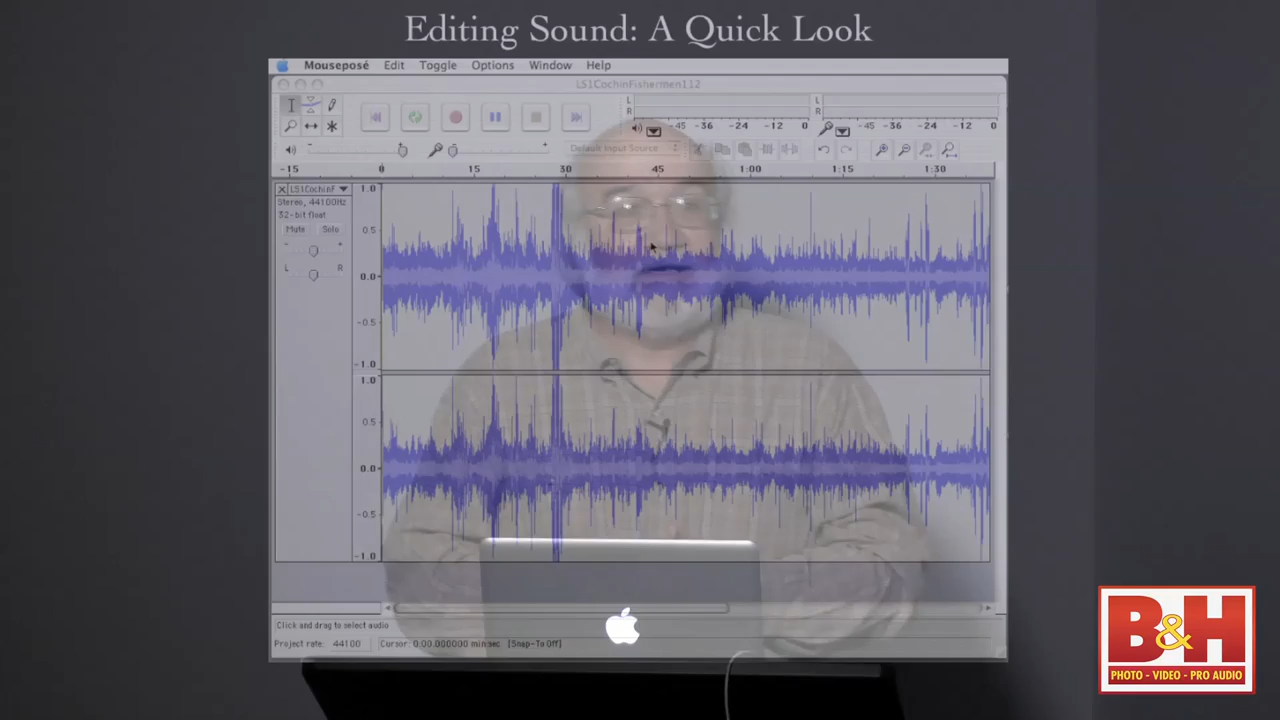 Editing Sound: A Quick Look
Mouseposé Edit Toggle Options Window Help
LS1CochinFishermen112
L
R
-45 -36 -24 -12 0
L
R
-45 -36 -24 -12 0
Default Input Source
-15 0 15 30 45 1:00 1:15 1:30
LS1CochinF
Stereo, 44100Hz
32-bit float
Mute Solo
- +
L R
1.0
0.5
0.0
-0.5
-1.0
1.0
0.5
0.0
-0.5
-1.0
Click and drag to select audio
Project rate: 44100 Cursor: 0:00.000000 min:sec [Snap-To Off]
B&H
PHOTO - VIDEO - PRO AUDIO